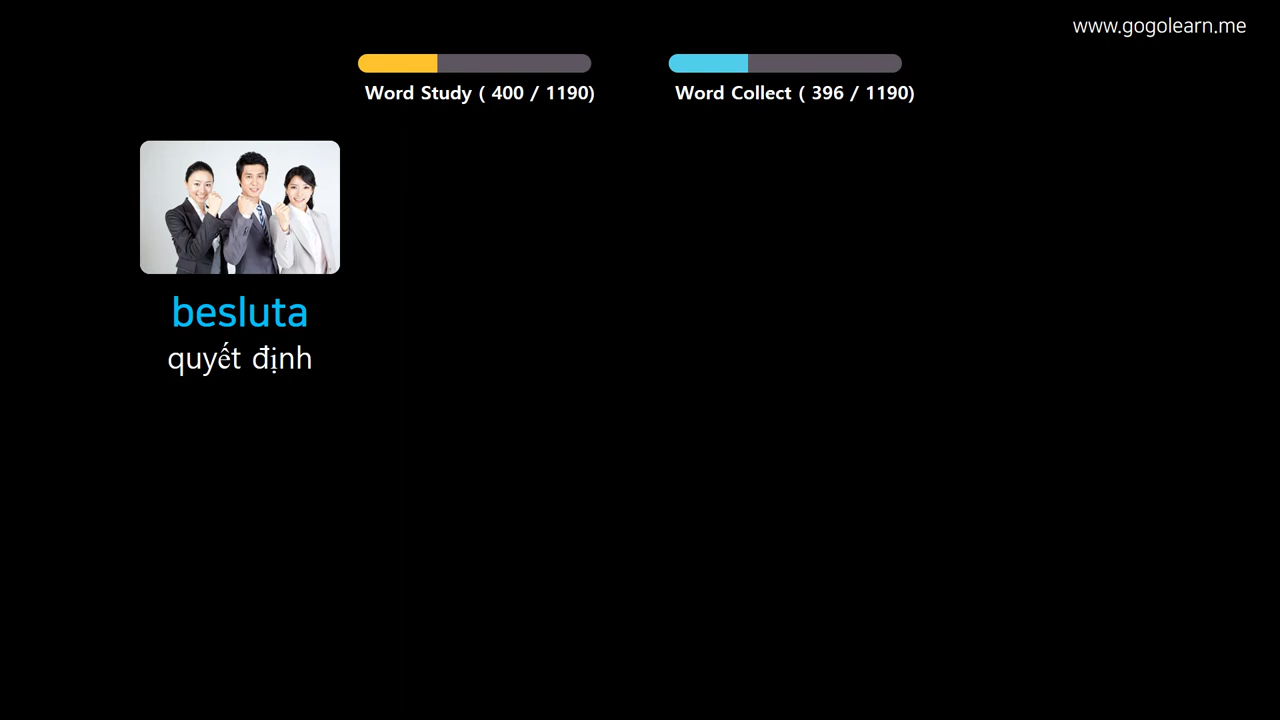 www.gogolearn.me
Word Study ( 400 / 1190)
Word Collect ( 396 / 1190)
besluta
quyết định